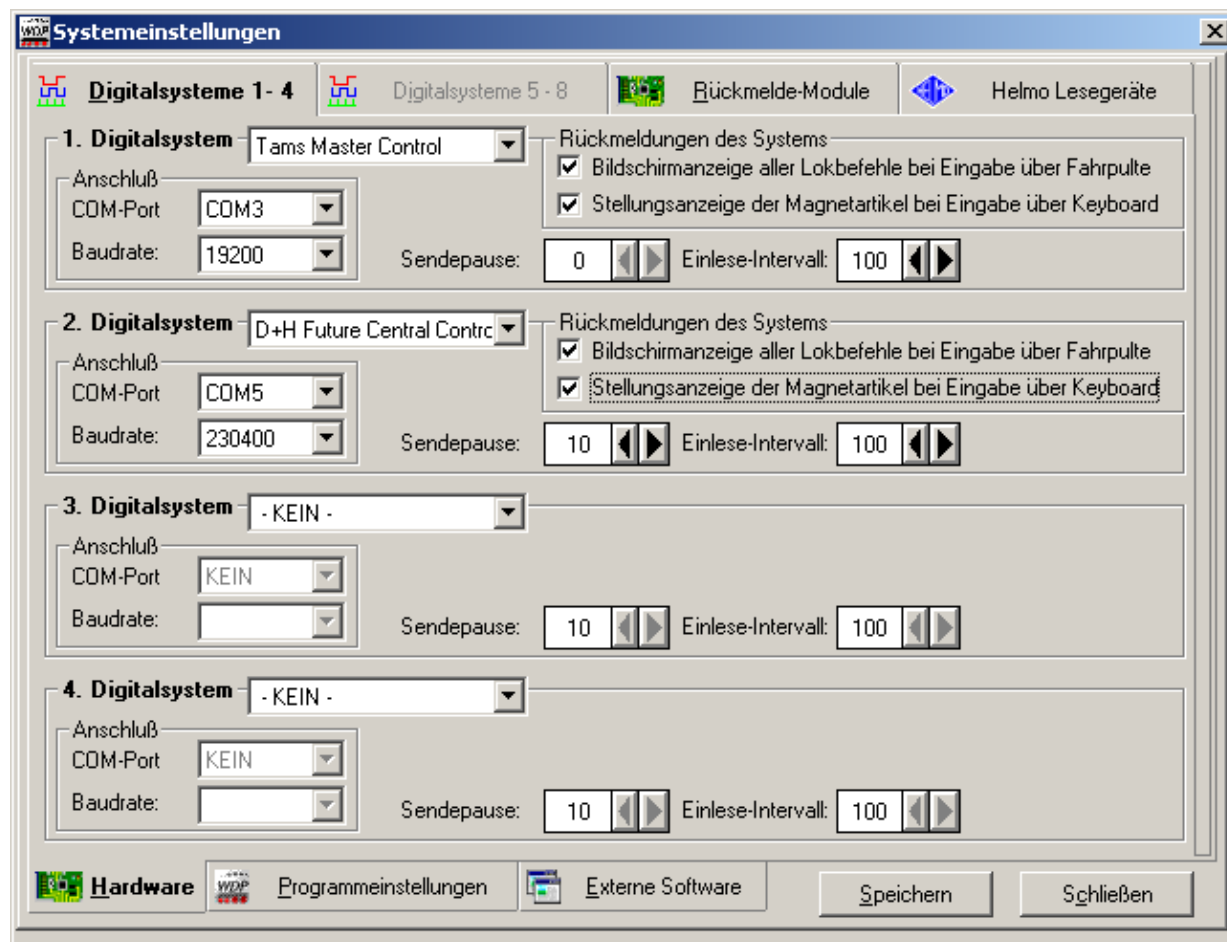 Systemeinstellungen
Digitalsysteme 1- 4
Digitalsysteme 5 - 8
Rückmelde-Module
Helmo Lesegeräte
1. Digitalsystem Tams Master Control
Rückmeldungen des Systems
Bildschirmanzeige aller Lokbefehle bei Eingabe über Fahrpulte
Anschluß
COM-Port COM3
Stellungsanzeige der Magnetartikel bei Eingabe über Keyboard
Baudrate: 19200 Sendepause: 0 Einlese-Intervall: 100
2. Digitalsystem D+H Future Central Contrc
Rückmeldungen des Systems
Bildschirmanzeige aller Lokbefehle bei Eingabe über Fahrpulte
Anschluß
COM-Port COM5
Stellungsanzeige der Magnetartikel bei Eingabe über Keyboard
Baudrate: 230400 Sendepause: 10 Einlese-Intervall: 100
3. Digitalsystem - KEIN -
Anschluß
COM-Port KEIN
Baudrate: Sendepause: 10 Einlese-Intervall: 100
4. Digitalsystem - KEIN -
Anschluß
COM-Port KEIN
Baudrate: Sendepause: 10 Einlese-Intervall: 100
Hardware
WDP
Programmeinstellungen
Externe Software
Speichern
Schließen